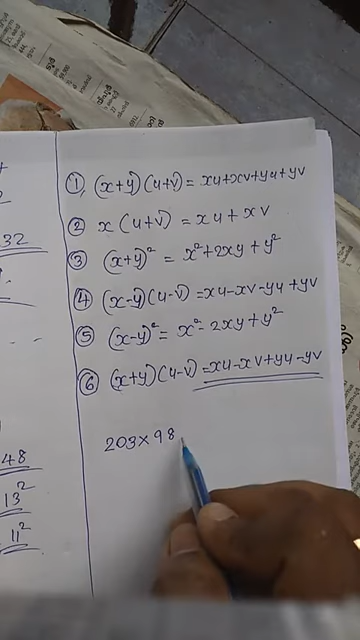 ① (x+y)(u+v) = xu+xv+yu+yv
② x(u+v) = xu+xv
③ (x+y)² = x²+2xy+y²
④ (x-y)(u-v) = xu-xv-yu+yv
⑤ (x-y)² = x²-2xy+y²
⑥ (x+y)(u-v) = xu-xv+yu-yv
203×98
32
48
13²
11²